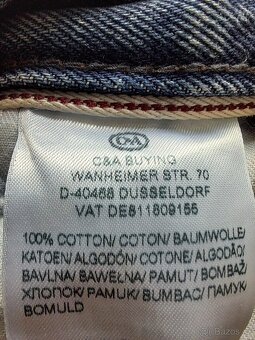 C&A
C&A BUYING
WANHEIMER STR. 70
D-40468 DUSSELDORF
VAT DE811809155
100% COTTON/ COTON/ BAUMWOLLE/
KATOEN/ ALGODÓN/ COTONE/ ALGODÃO/
BAVLNA/ BAWEŁNA/ PAMUT/ BOMBAŽ/
ХЛОПОК/ PAMUK/ BUMBAC/ ПАМУК/
BOMULD